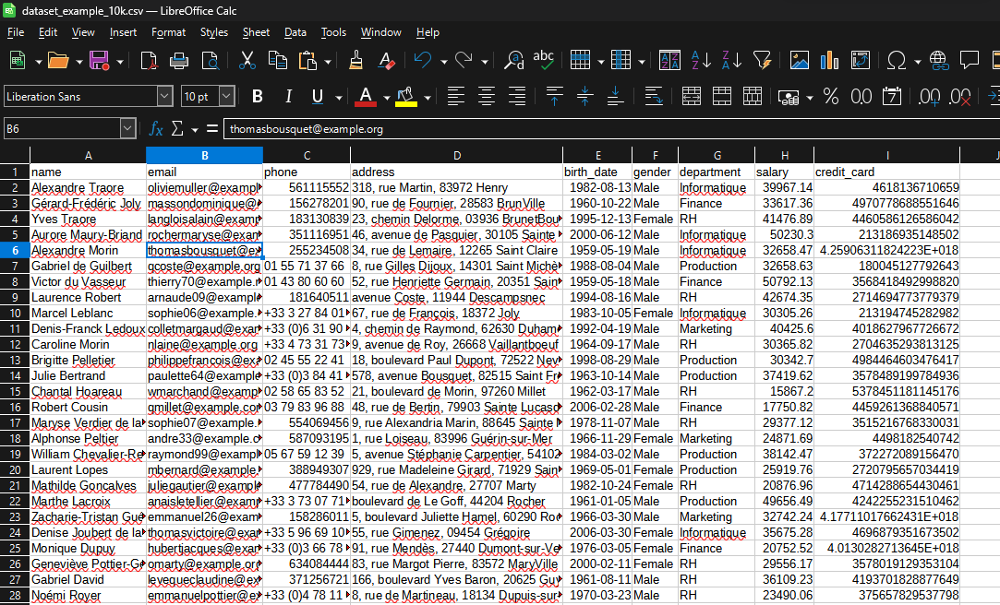 dataset_example_10k.csv — LibreOffice Calc
File Edit View Insert Format Styles Sheet Data Tools Window Help
Liberation Sans 10 pt B I U A % 0.0 7 .00 .00
B6 fx Σ = thomasbousquet@example.org
A B C D E F G H I J
1 name email phone address birth_date gender department salary credit_card
2 Alexandre Traore oliviemuller@exampl 561115552 318, rue Martin, 83972 Henry 1982-08-13 Male Informatique 39967.14 4618136710659
3 Gérard-Frédéric Joly massondominique@ 156278201 90, rue de Fournier, 28583 BrunVille 1960-10-22 Male Finance 33617.36 4970778688551646
4 Yves Traore langloisalain@examp 183130839 23, chemin Delorme, 03936 BrunetBou 1995-12-13 Female RH 41476.89 4460586126586042
5 Aurore Maury-Briand rochermaryse@exan 351116951 46, avenue de Pasquier, 30105 Sainte 2000-06-12 Male Informatique 50230.3 213186935148502
6 Alexandre Morin thomasbousquet@ex 255234508 34, rue de Lemaire, 12265 Saint Claire 1959-05-19 Male Informatique 32658.47 4.25906311824223E+018
7 Gabriel de Guilbert gcoste@example.org 01 55 71 37 66 8, rue Gilles Dijoux, 14301 Saint Michè 1988-08-04 Male Production 32658.63 180045127792643
8 Victor du Vasseur thierry70@example.r 01 43 80 60 60 52, rue Henriette Germain, 20351 Sain 1959-05-18 Male Finance 50792.13 3568418492998820
9 Laurence Robert arnaude09@example 181640511 avenue Coste, 11944 Descampsnec 1994-08-16 Male RH 42674.35 2714694773779379
10 Marcel Leblanc sophie06@example. +33 3 27 84 01 67, rue de François, 18372 Joly 1983-10-05 Female Informatique 30305.26 213194745282982
11 Denis-Franck Ledoux colletmargaud@exar +33 (0)6 31 90 4, chemin de Raymond, 62630 Duham 1992-04-19 Male Marketing 40425.6 4018627967726672
12 Caroline Morin nlaine@example.org +33 4 73 31 73 9, avenue de Roy, 26668 Vaillantboeuf 1964-09-17 Male RH 30365.82 2704635293813125
13 Brigitte Pelletier philippefrancois@ex 02 45 55 22 41 18, boulevard Paul Dupont, 72522 Nev 1998-08-29 Male Production 30342.7 4984464603476417
14 Julie Bertrand paulette64@example +33 (0)3 84 41 578, avenue Bousquet, 82515 Saint Fr 1963-10-14 Male Production 37419.62 3578489199784936
15 Chantal Hoareau wmarchand@examp 02 58 65 83 52 21, boulevard de Morin, 97260 Millet 1962-03-17 Male RH 15867.2 5378451181145176
16 Robert Cousin gmillet@example.cor 03 79 83 96 88 48, rue de Bertin, 79903 Sainte Lucas 2006-02-28 Male Finance 17750.82 4459261368840571
17 Maryse Verdier de la sophie07@example. 554069456 9, rue Alexandria Marin, 88645 Sainte 1978-11-07 Male RH 29377.12 3515216768330031
18 Alphonse Peltier andre33@example.c 587093195 1, rue Loiseau, 83996 Guérin-sur-Mer 1966-11-29 Female Marketing 24871.69 4498182540742
19 William Chevalier-Re raymond99@exampl 05 67 59 12 39 5, avenue Stéphanie Carpentier, 54102 1984-03-02 Male Production 38142.47 372272089156470
20 Laurent Lopes mbernard@example. 388949307 929, rue Madeleine Girard, 71929 Sain 1969-05-01 Female Production 25919.76 2720795657034419
21 Mathilde Goncalves juliegautier@exampl 477784490 54, rue de Alexandre, 27707 Marty 1982-10-24 Female RH 20876.96 4714288654430461
22 Marthe Lacroix anaisletellier@exam +33 3 73 07 71 boulevard de Le Goff, 44204 Rocher 1961-01-05 Male Production 49656.49 4242255231510462
23 Zacharie-Tristan Gué emmanuel26@exam 158286011 5, boulevard Juliette Hamel, 60290 Ro 1966-03-30 Male Marketing 32742.24 4.17711017662431E+018
24 Denise Joubert de la thomasvictoire@exar +33 5 96 69 10 55, rue Gimenez, 09454 Grégoire 2006-03-30 Female Informatique 35675.28 4696879351673502
25 Monique Dupuy hubertjacques@exam +33 (0)3 66 78 91, rue Mendès, 27440 Dumont-sur-Ve 1976-03-05 Female Finance 20752.52 4.0130282713645E+018
26 Geneviève Pottier-G omarty@example.org 634084444 83, rue Margot Pierre, 83572 MaryVille 2000-02-11 Female RH 29556.17 3578019129353104
27 Gabriel David levequeclaudine@ex 371256721 166, boulevard Yves Baron, 20625 Guy 1961-08-11 Male RH 36109.23 4193701828877649
28 Noémi Royer emmanuelpottier@ex +33 (0)4 78 11 8, rue de Martineau, 18134 Dupuis-sur 1970-03-23 Male RH 23490.06 375657829537798